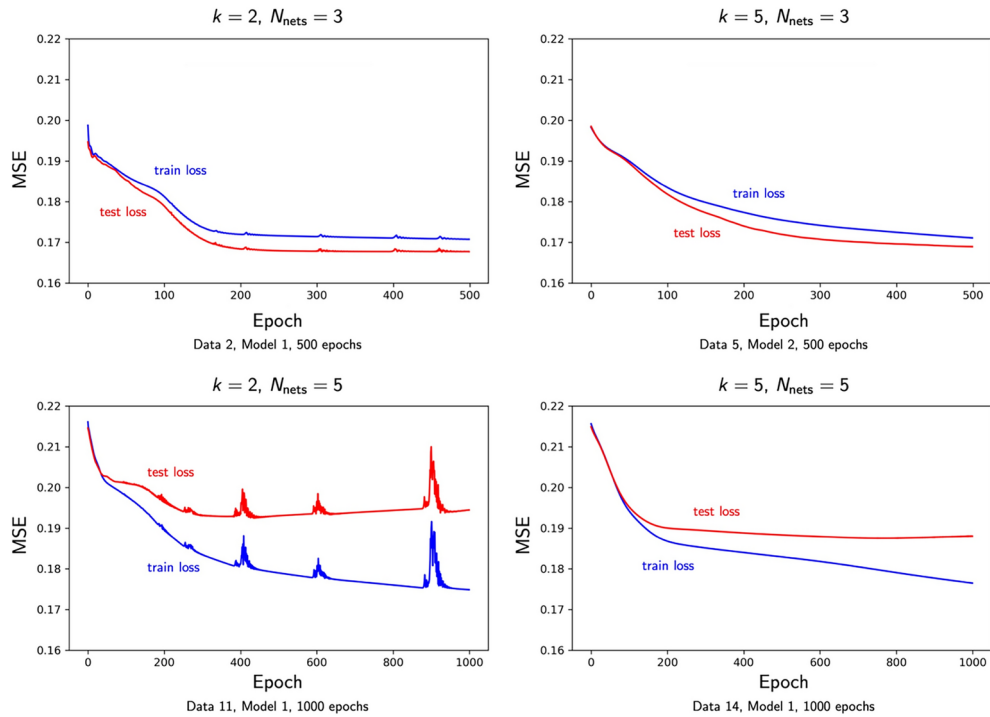 k = 2, N_nets = 3
0.22
0.21
0.20
0.19
0.18
0.17
0.16
MSE
train loss
test loss
0 100 200 300 400 500
Epoch
Data 2, Model 1, 500 epochs
k = 5, N_nets = 3
0.22
0.21
0.20
0.19
0.18
0.17
0.16
MSE
train loss
test loss
0 100 200 300 400 500
Epoch
Data 5, Model 2, 500 epochs
k = 2, N_nets = 5
0.22
0.21
0.20
0.19
0.18
0.17
0.16
MSE
test loss
train loss
0 200 400 600 800 1000
Epoch
Data 11, Model 1, 1000 epochs
k = 5, N_nets = 5
0.22
0.21
0.20
0.19
0.18
0.17
0.16
MSE
test loss
train loss
0 200 400 600 800 1000
Epoch
Data 14, Model 1, 1000 epochs